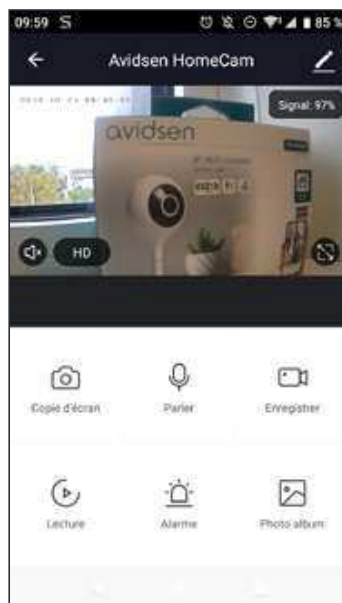 09:59
85 %
Avidsen HomeCam
Signal: 97%
avidsen
HD
Copie d'écran
Parler
Enregistrer
Lecture
Alarme
Photo album